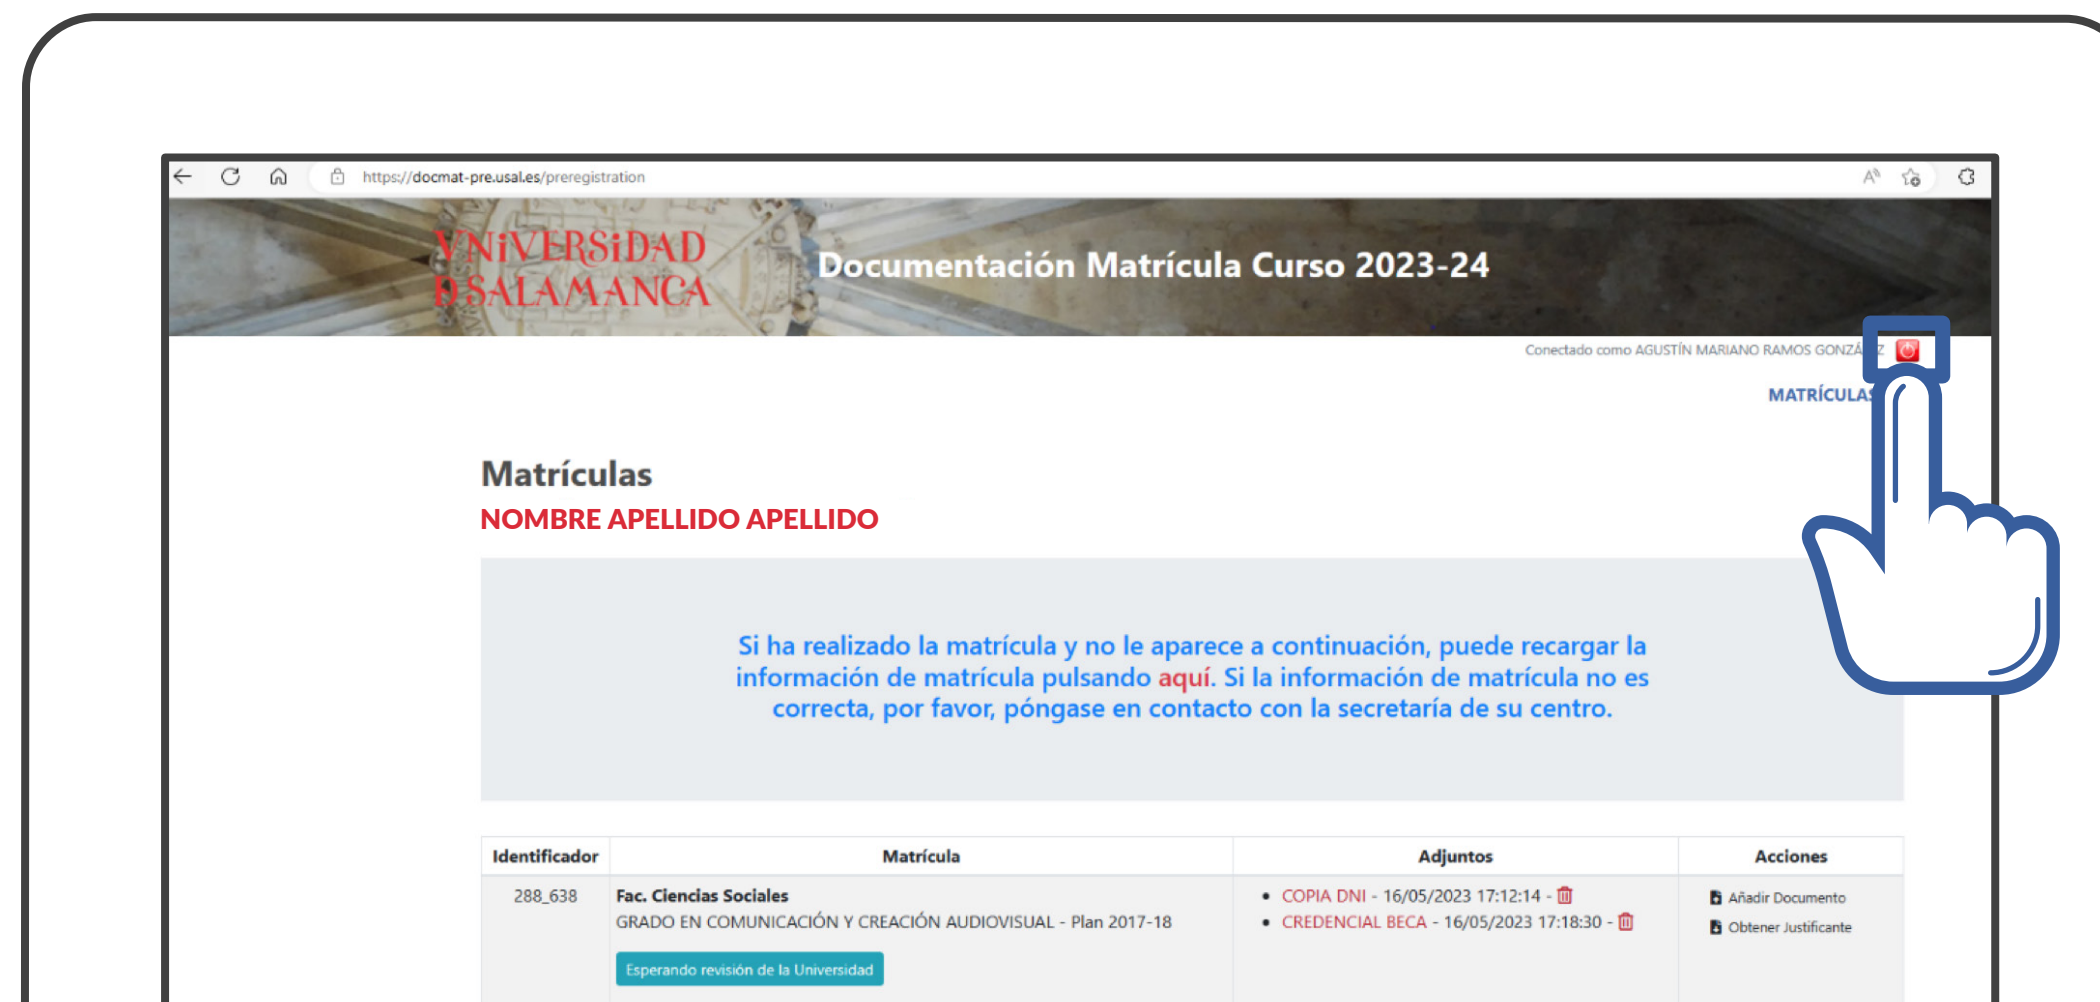 https://docmat-pre.usal.es/preregistration
VNiVERSiDAD
D SALAMANCA
Documentación Matrícula Curso 2023-24
Conectado como AGUSTÍN MARIANO RAMOS
MATRÍCULAS
Matrículas
NOMBRE APELLIDO APELLIDO
Si ha realizado la matrícula y no le aparece a continuación, puede recargar la
información de matrícula pulsando aquí. Si la información de matrícula no es
correcta, por favor, póngase en contacto con la secretaría de su centro.
Identificador Matrícula Adjuntos Acciones
288_638 Fac. Ciencias Sociales • COPIA DNI - 16/05/2023 17:12:14 - Añadir Documento
GRADO EN COMUNICACIÓN Y CREACIÓN AUDIOVISUAL - Plan 2017-18 • CREDENCIAL BECA - 16/05/2023 17:18:30 - Obtener Justificante
Esperando revisión de la Universidad